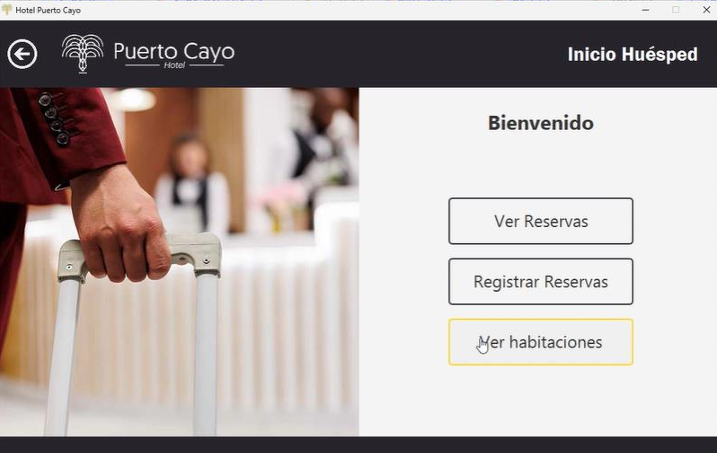 Hotel Puerto Cayo
Puerto Cayo
Hotel
Inicio Huésped
Bienvenido
Ver Reservas
Registrar Reservas
Ver habitaciones